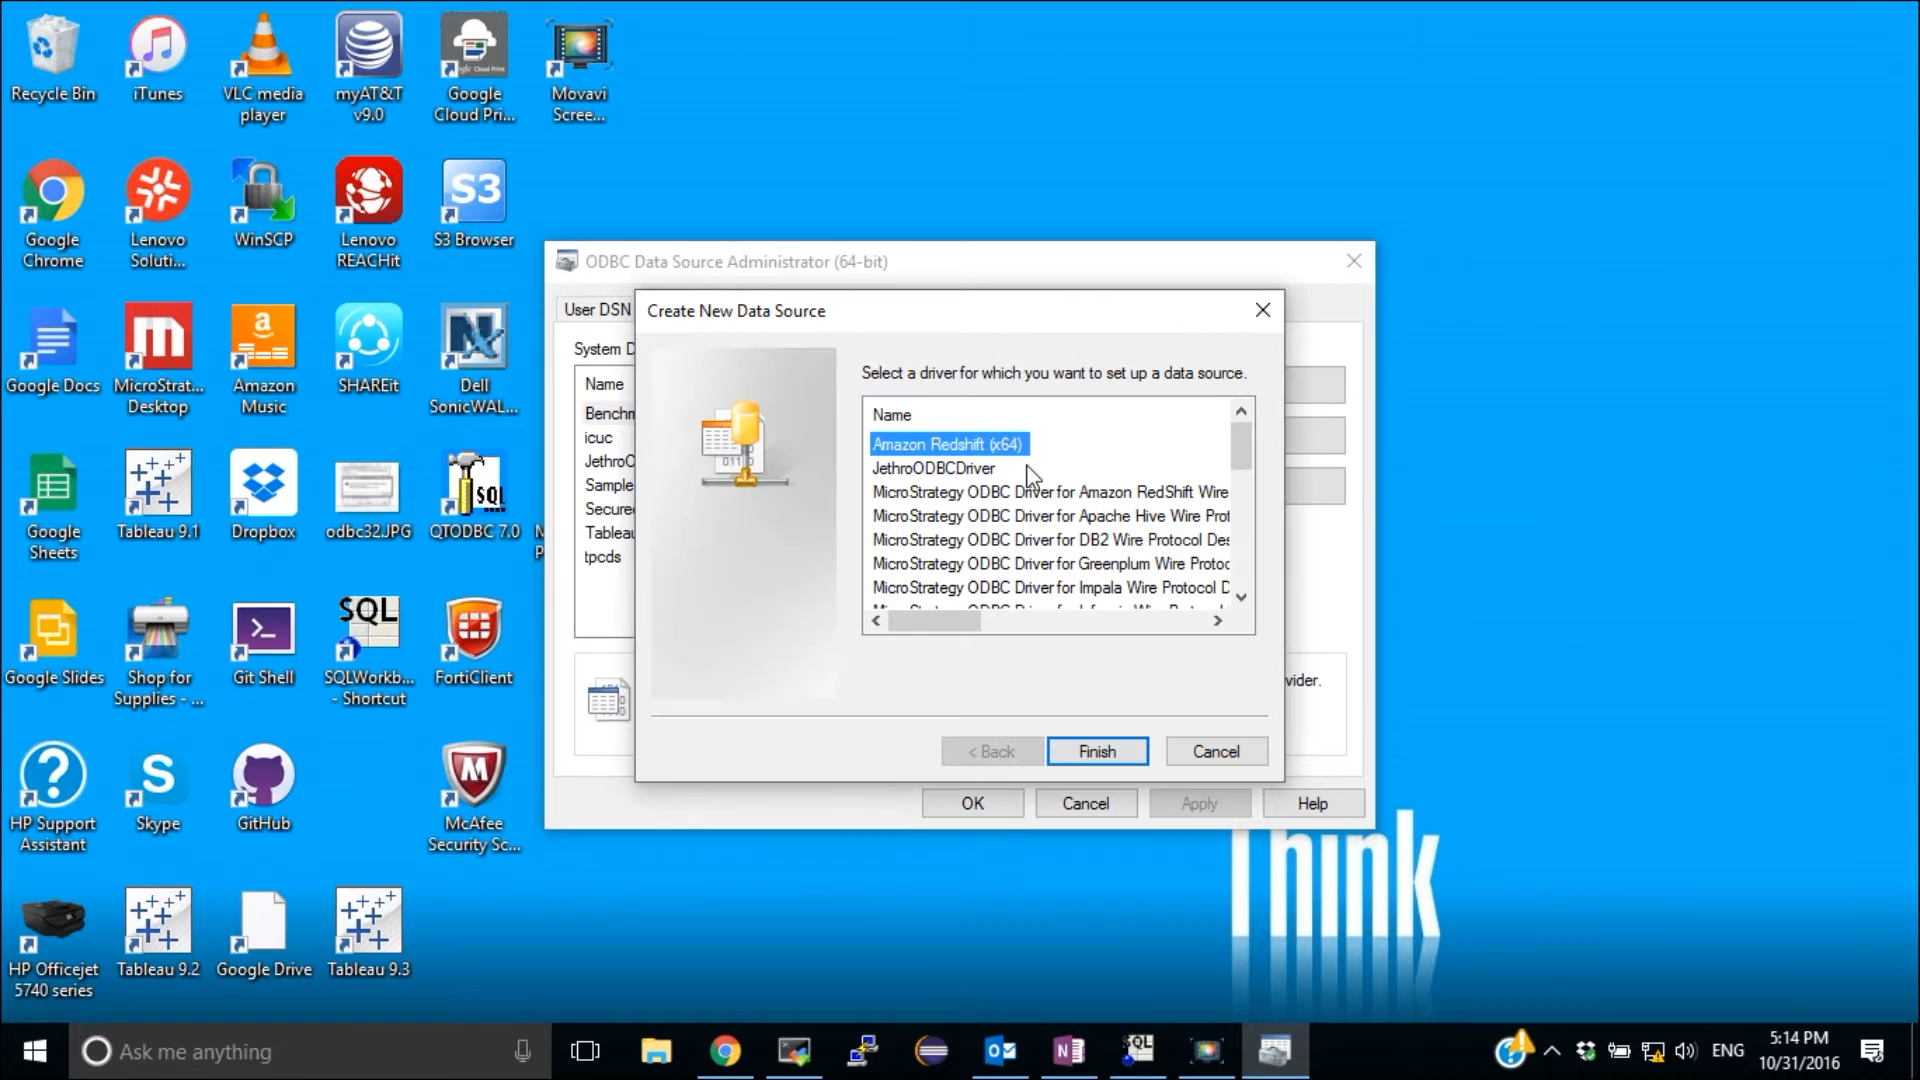 Recycle Bin
iTunes
VLC media
player
myAT&T
v9.0
Google
Cloud Pri...
Movavi
Scree...
Google
Chrome
Lenovo
Soluti...
WinSCP
Lenovo
REACHit
S3
S3 Browser
Google Docs
MicroStrat...
Desktop
Amazon
Music
SHAREit
Dell
SonicWAL...
Google
Sheets
Tableau 9.1
Dropbox
odbc32.JPG
SQL
QTODBC 7.0
Google Slides
Shop for
Supplies - ...
Git Shell
SQL
SQLWorkb...
- Shortcut
FortiClient
HP Support
Assistant
Skype
GitHub
McAfee
Security Sc...
HP Officejet
5740 series
Tableau 9.2
Google Drive
Tableau 9.3
ODBC Data Source Administrator (64-bit)
User DSN
System D
Name
Benchm
icuc
JethroO
Sample
Secure
Tableau
tpcds
vider.
OK
Cancel
Apply
Help
Create New Data Source
Select a driver for which you want to set up a data source.
Name
Amazon Redshift (x64)
JethroODBCDriver
MicroStrategy ODBC Driver for Amazon RedShift Wire
MicroStrategy ODBC Driver for Apache Hive Wire Prot
MicroStrategy ODBC Driver for DB2 Wire Protocol Des
MicroStrategy ODBC Driver for Greenplum Wire Protoc
MicroStrategy ODBC Driver for Impala Wire Protocol D
< Back
Finish
Cancel
Think
Ask me anything
SQL
ENG
5:14 PM
10/31/2016